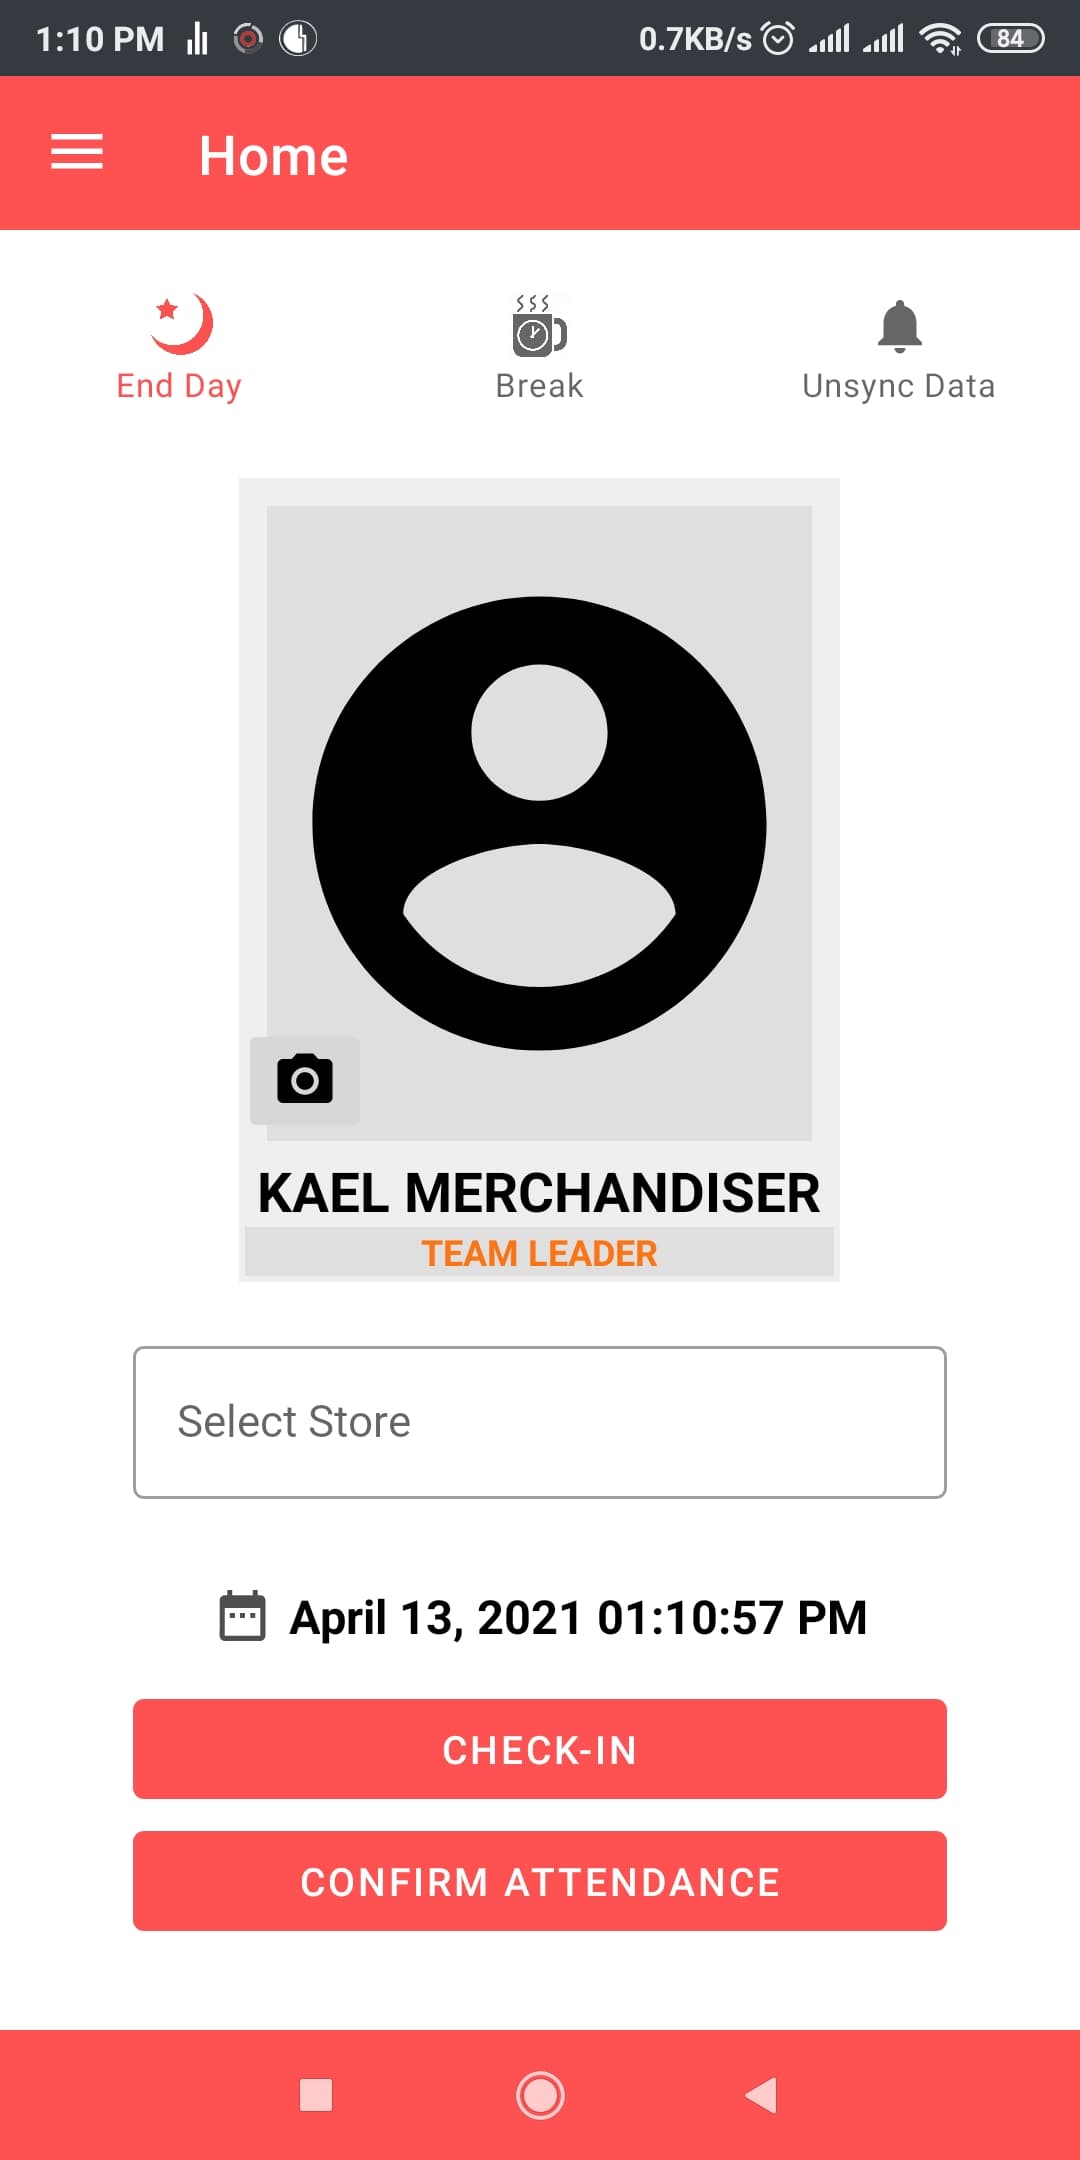 1:10 PM 0.7KB/s 84
Home
End Day Break Unsync Data
KAEL MERCHANDISER
TEAM LEADER
Select Store
April 13, 2021 01:10:57 PM
CHECK-IN
CONFIRM ATTENDANCE